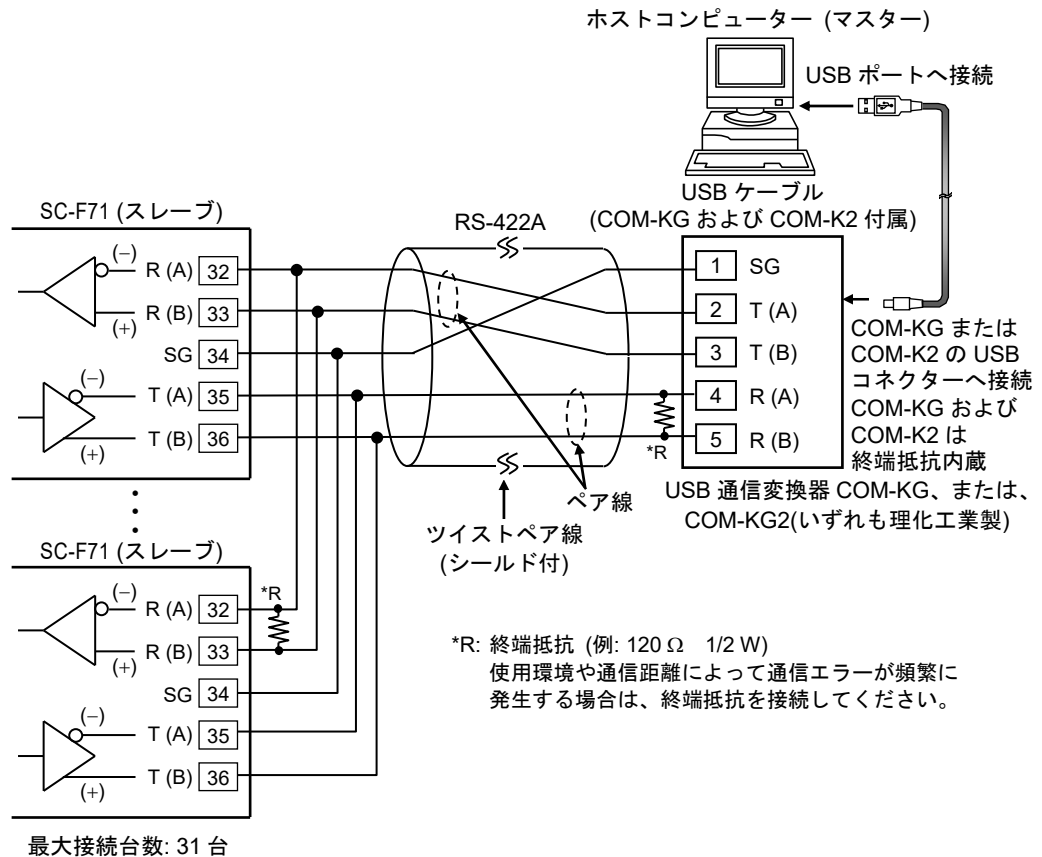 ホストコンピューター (マスター)
USB ポートへ接続
USB ケーブル
(COM-KG および COM-K2 付属)
SC-F71 (スレーブ)
RS-422A
(−)
R (A) 32
R (B) 33
(+)
SG 34
(−)
T (A) 35
T (B) 36
(+)
1 SG
2 T (A)
3 T (B)
4 R (A)
5 R (B)
*R
COM-KG または
COM-K2 の USB
コネクターへ接続
COM-KG および
COM-K2 は
終端抵抗内蔵
ペア線
ツイストペア線
(シールド付)
USB 通信変換器 COM-KG、または、
COM-KG2(いずれも理化工業製)
SC-F71 (スレーブ)
(−)
R (A) 32
*R
R (B) 33
(+)
SG 34
(−)
T (A) 35
T (B) 36
(+)
*R: 終端抵抗 (例: 120 Ω 1/2 W)
使用環境や通信距離によって通信エラーが頻繁に
発生する場合は、終端抵抗を接続してください。
最大接続台数: 31 台